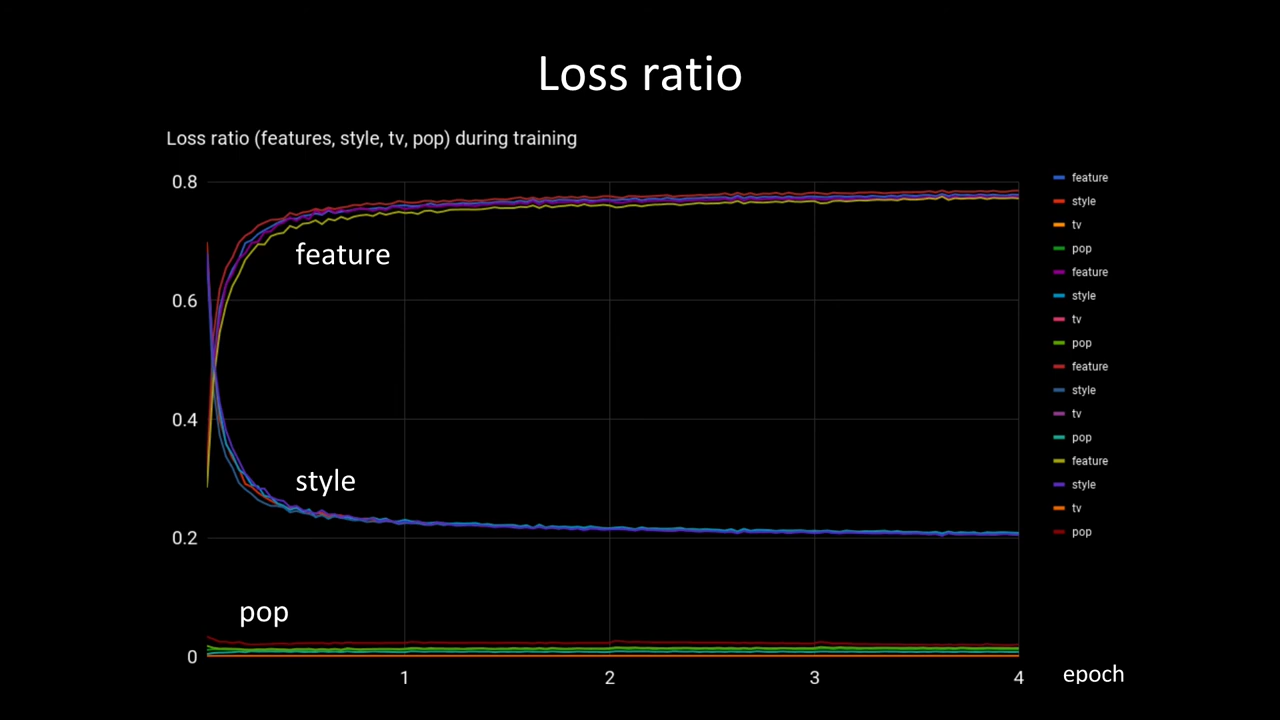 Loss ratio
Loss ratio (features, style, tv, pop) during training
0.8
0.6
0.4
0.2
0
1
2
3
4
epoch
feature
style
pop
feature
style
tv
pop
feature
style
tv
pop
feature
style
tv
pop
feature
style
tv
pop